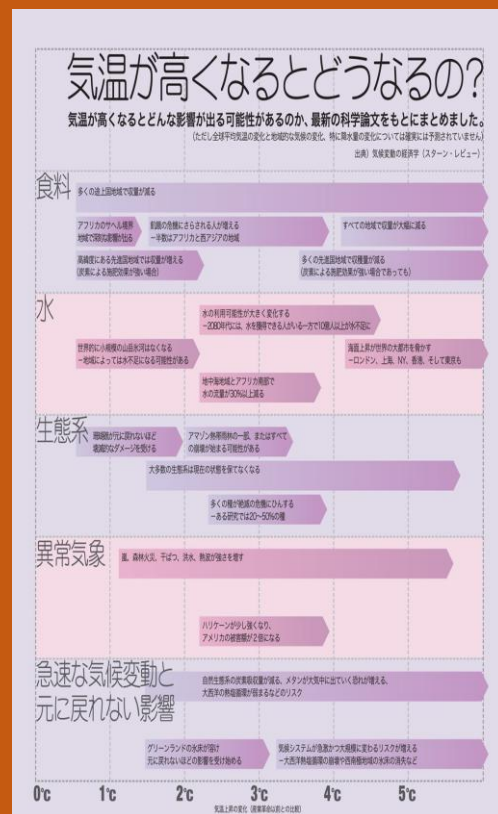 気温が高くなるとどうなるの?
気温が高くなるとどんな影響が出る可能性があるのか、最新の科学論文をもとにまとめました。
(ただし全球平均気温の変化と地域的な気候の変化、特に降水量の変化については確実には予測されていません)
出典)気候変動の経済学(スターン・レビュー)
食料
多くの途上国地域で収量が減る
アフリカのサヘル境界
地域で深刻な影響が出る
飢餓の危機にさらされる人が増える
ー半数はアフリカと西アジアの地域
すべての地域で収量が大幅に減る
高緯度にある先進国地域では収量が増える
(炭素による施肥効果が強い場合)
多くの先進国地域で収穫量が減る
(炭素による施肥効果が強い場合であっても)
水
水の利用可能性が大きく変化する
ー2080年代には、水を獲得できる人がいる一方で10億人以上が水不足に
世界的に小規模の山岳氷河はなくなる
ー地域によっては水不足になる可能性がある
海面上昇が世界の大都市を脅かす
ーロンドン、上海、NY、香港、そして東京も
地中海地域とアフリカ南部で
水の流量が30%以上減る
生態系
珊瑚礁が元に戻れないほど
壊滅的なダメージを受ける
アマゾン熱帯雨林の一部、またはすべて
の崩壊が始まる可能性がある
大多数の生態系は現在の状態を保てなくなる
多くの種が絶滅の危機にひんする
ーある研究では20〜50%の種
異常気象
嵐、森林火災、干ばつ、洪水、熱波が強さを増す
ハリケーンが少し強くなり、
アメリカの被害額が2倍になる
急速な気候変動と
元に戻れない影響
自然生態系の炭素吸収量が減る、メタンが大気中に出ていく恐れが増える、
大西洋の熱塩循環が弱まるなどのリスク
グリーンランドの氷床が溶け
元に戻れないほどの影響を受け始める
気候システムが急激かつ大規模に変わるリスクが増える
ー大西洋熱塩循環の崩壊や西南極地域の氷床の消失など
0℃ 1℃ 2℃ 3℃ 4℃ 5℃
気温上昇の変化(産業革命以前との比較)